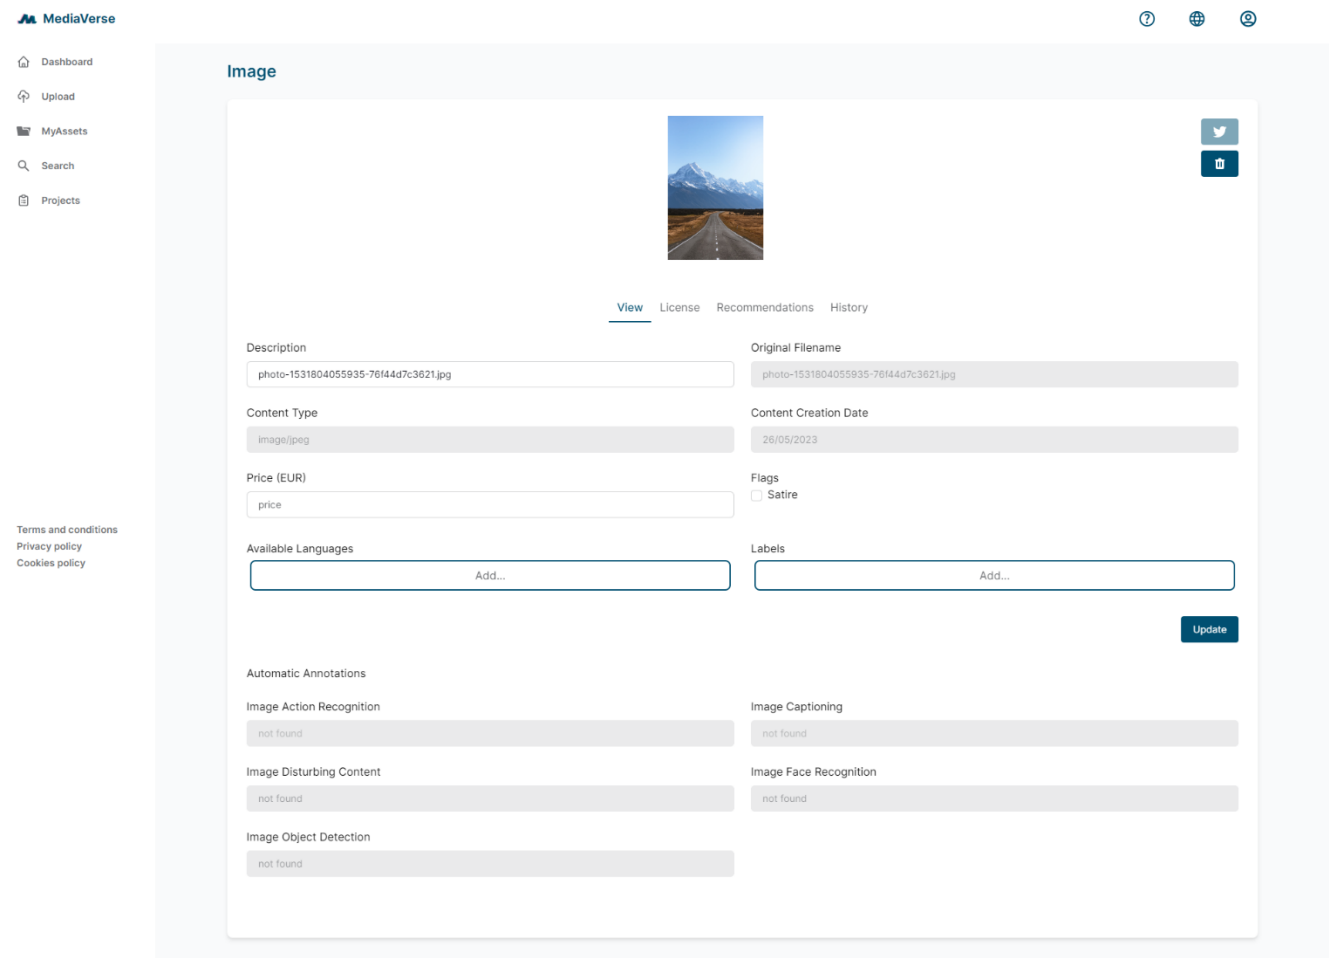 MediaVerse
Dashboard
Upload
MyAssets
Search
Projects
Terms and conditions
Privacy policy
Cookies policy
Image
View License Recommendations History
Description
photo-1531804055935-76f44d7c3621.jpg
Original Filename
photo-1531804055935-76f44d7c3621.jpg
Content Type
image/jpeg
Content Creation Date
26/05/2023
Price (EUR)
price
Flags
Satire
Available Languages
Add...
Labels
Add...
Update
Automatic Annotations
Image Action Recognition
not found
Image Captioning
not found
Image Disturbing Content
not found
Image Face Recognition
not found
Image Object Detection
not found